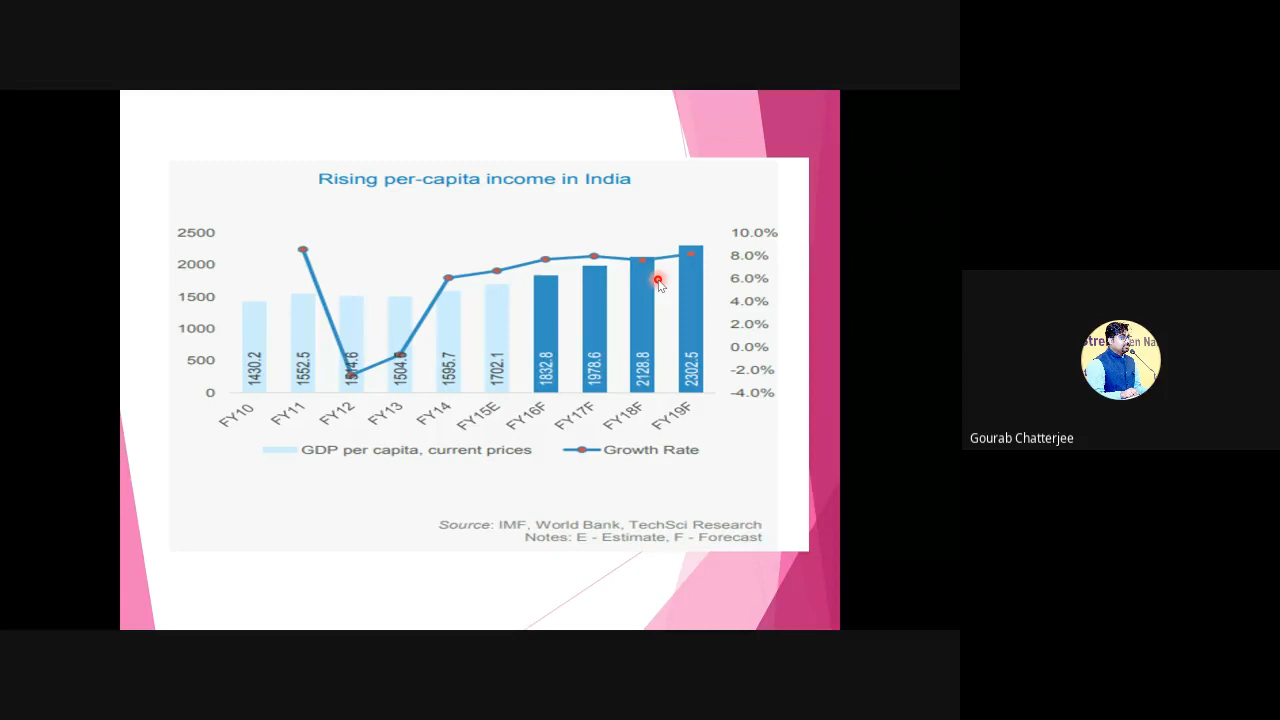 Rising per-capita income in India
2500
2000
1500
1000
500
0
10.0%
8.0%
6.0%
4.0%
2.0%
0.0%
-2.0%
-4.0%
1430.2
1552.5
1504.6
1595.7
1702.1
1832.8
1978.6
2128.8
2302.5
FY10
FY11
FY12
FY13
FY14
FY15E
FY16F
FY17F
FY18F
FY19F
GDP per capita, current prices
Growth Rate
Source: IMF, World Bank, TechSci Research
Notes: E - Estimate, F - Forecast
Gourab Chatterjee